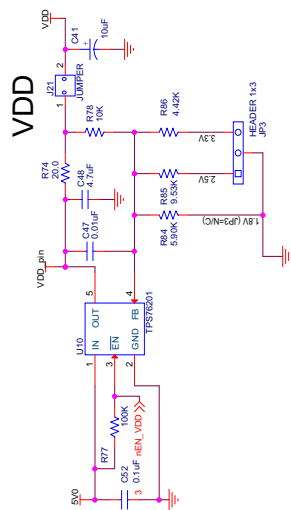 VDD
VDD
C41
10uF
+
2
J21
JUMPER
1
R78
10K
R86
4.42K
HEADER 1x3
JP3
3.3V
R74
20.0
C48
4.7uF
R85
9.53K
2.5V
C47
0.01uF
R84
5.90K
1.8V (JP3=N/C)
VDD_pin
5
4
U10
IN
OUT
EN
GND
FB
TPS76201
1
3
2
R77
100K
nEN_VDD
5V0
C52
0.1uF
3